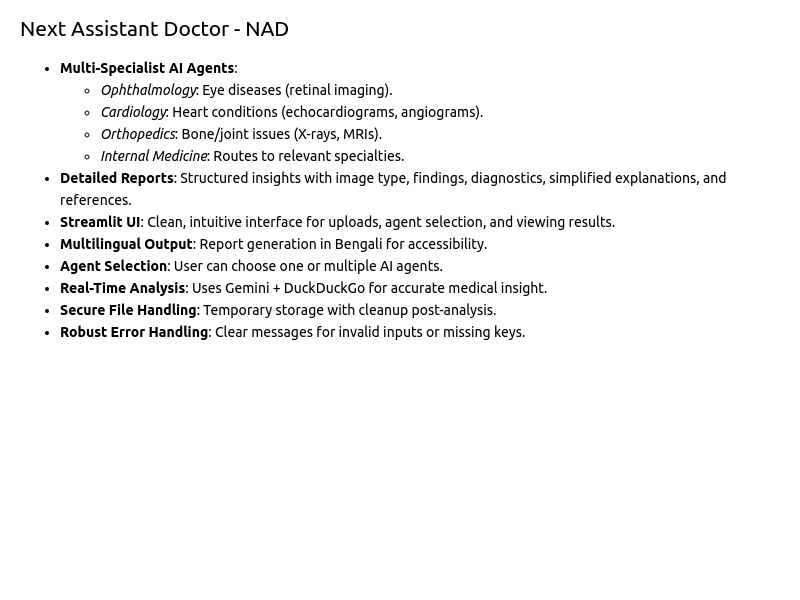 Next Assistant Doctor - NAD
• Multi-Specialist AI Agents:
◦ Ophthalmology: Eye diseases (retinal imaging).
◦ Cardiology: Heart conditions (echocardiograms, angiograms).
◦ Orthopedics: Bone/joint issues (X-rays, MRIs).
◦ Internal Medicine: Routes to relevant specialties.
• Detailed Reports: Structured insights with image type, findings, diagnostics, simplified explanations, and
references.
• Streamlit UI: Clean, intuitive interface for uploads, agent selection, and viewing results.
• Multilingual Output: Report generation in Bengali for accessibility.
• Agent Selection: User can choose one or multiple AI agents.
• Real-Time Analysis: Uses Gemini + DuckDuckGo for accurate medical insight.
• Secure File Handling: Temporary storage with cleanup post-analysis.
• Robust Error Handling: Clear messages for invalid inputs or missing keys.